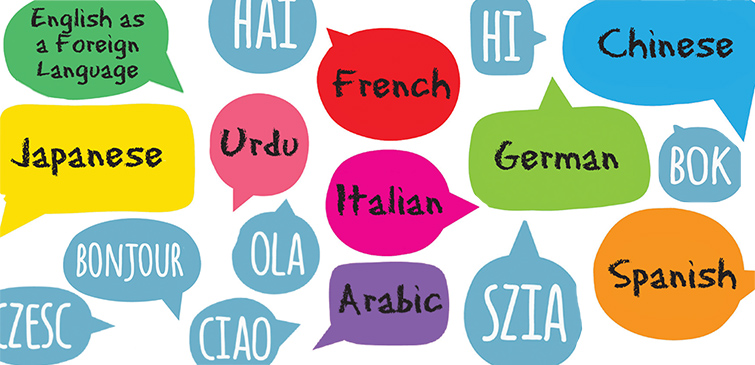 English as
a Foreign
Language
HAI
HI
Chinese
French
Japanese
Urdu
German
BOK
Italian
BONJOUR
OLA
Spanish
Arabic
SZIA
CZESC
CIAO